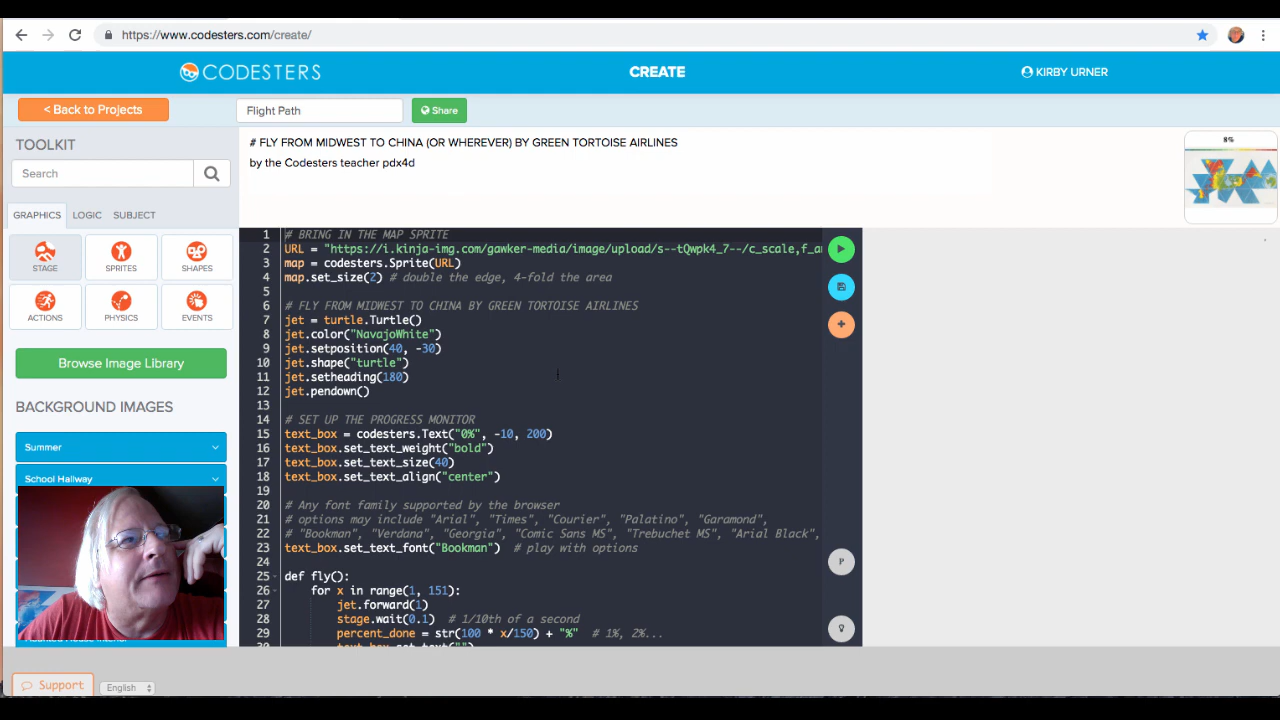 https://www.codesters.com/create/
CODESTERS
CREATE
KIRBY URNER
< Back to Projects
Flight Path
Share
TOOLKIT
Search
GRAPHICS LOGIC SUBJECT
STAGE SPRITES SHAPES
ACTIONS PHYSICS EVENTS
Browse Image Library
BACKGROUND IMAGES
Summer
School Hallway
Support
English
# FLY FROM MIDWEST TO CHINA (OR WHEREVER) BY GREEN TORTOISE AIRLINES
by the Codesters teacher pdx4d
8%
1 # BRING IN THE MAP SPRITE
2 URL = "https://i.kinja-img.com/gawker-media/image/upload/s--tQwpk4_7--/c_scale,f_a
3 map = codesters.Sprite(URL)
4 map.set_size(2) # double the edge, 4-fold the area
5
6 # FLY FROM MIDWEST TO CHINA BY GREEN TORTOISE AIRLINES
7 jet = turtle.Turtle()
8 jet.color("NavajoWhite")
9 jet.setposition(40, -30)
10 jet.shape("turtle")
11 jet.setheading(180)
12 jet.pendown()
13
14 # SET UP THE PROGRESS MONITOR
15 text_box = codesters.Text("0%", -10, 200)
16 text_box.set_text_weight("bold")
17 text_box.set_text_size(40)
18 text_box.set_text_align("center")
19
20 # Any font family supported by the browser
21 # options may include "Arial", "Times", "Courier", "Palatino", "Garamond",
22 # "Bookman", "Verdana", "Georgia", "Comic Sans MS", "Trebuchet MS", "Arial Black",
23 text_box.set_text_font("Bookman") # play with options
24
25 def fly():
26 for x in range(1, 151):
27 jet.forward(1)
28 stage.wait(0.1) # 1/10th of a second
29 percent_done = str(100 * x/150) + "%" # 1%, 2%...
P